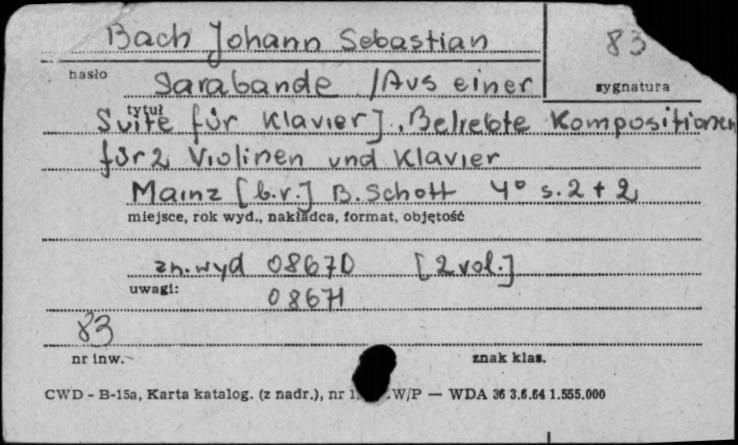 Bach Johann Sebastian 83
hasło
Sarabande /Aus einer sygnatura
tytuł
Suite für Klavier]. Beliebte Kompositionen
für 2 Violinen und Klavier
Mainz [b.r.] B. Schott 4° s. 2 + 2
miejsce, rok wyd., nakładca, format, objętość
zn. wyd 08670 [2 vol.]
uwagi: 08671
83
nr inw. znak klas.
CWD - B-15a, Karta katalog. (z nadr.), nr W/P — WDA 36 3.6.64 1.555.000